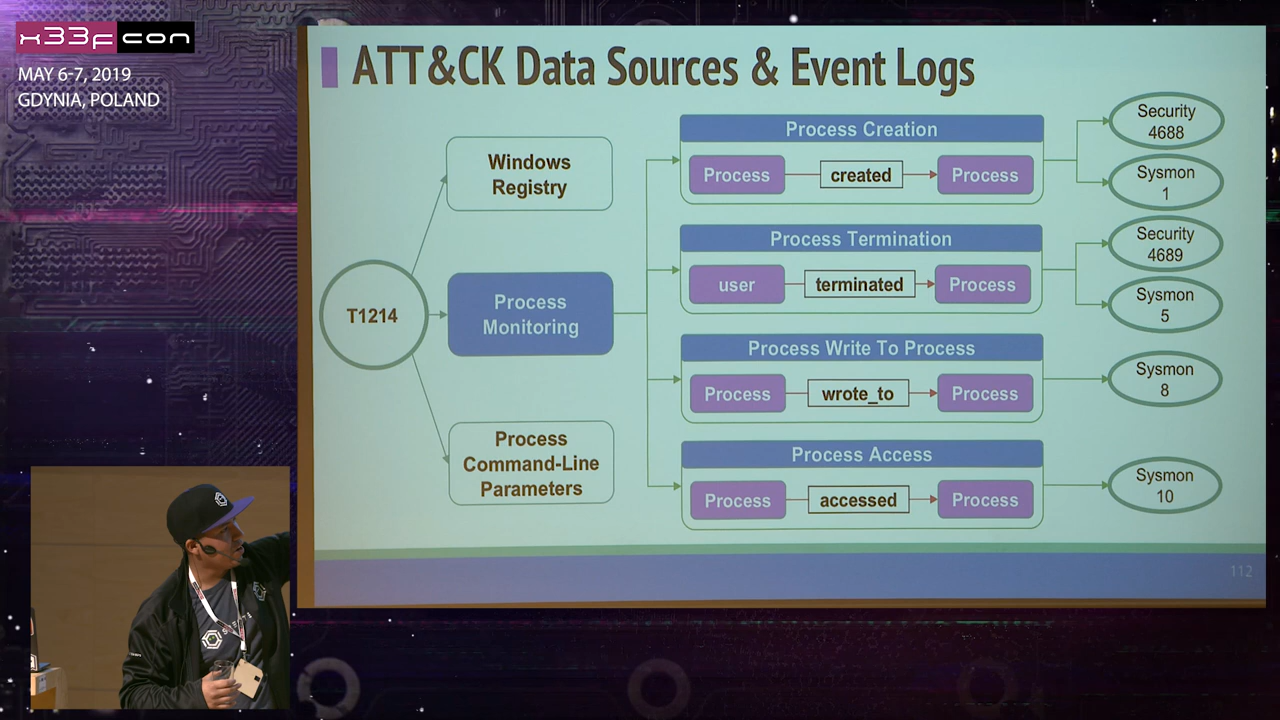 x33fcon
MAY 6-7, 2019
GDYNIA, POLAND
ATT&CK Data Sources & Event Logs
T1214
Windows
Registry
Process
Monitoring
Process
Command-Line
Parameters
Process Creation
Process created Process
Security
4688
Sysmon
1
Process Termination
user terminated Process
Security
4689
Sysmon
5
Process Write To Process
Process wrote_to Process
Sysmon
8
Process Access
Process accessed Process
Sysmon
10
112